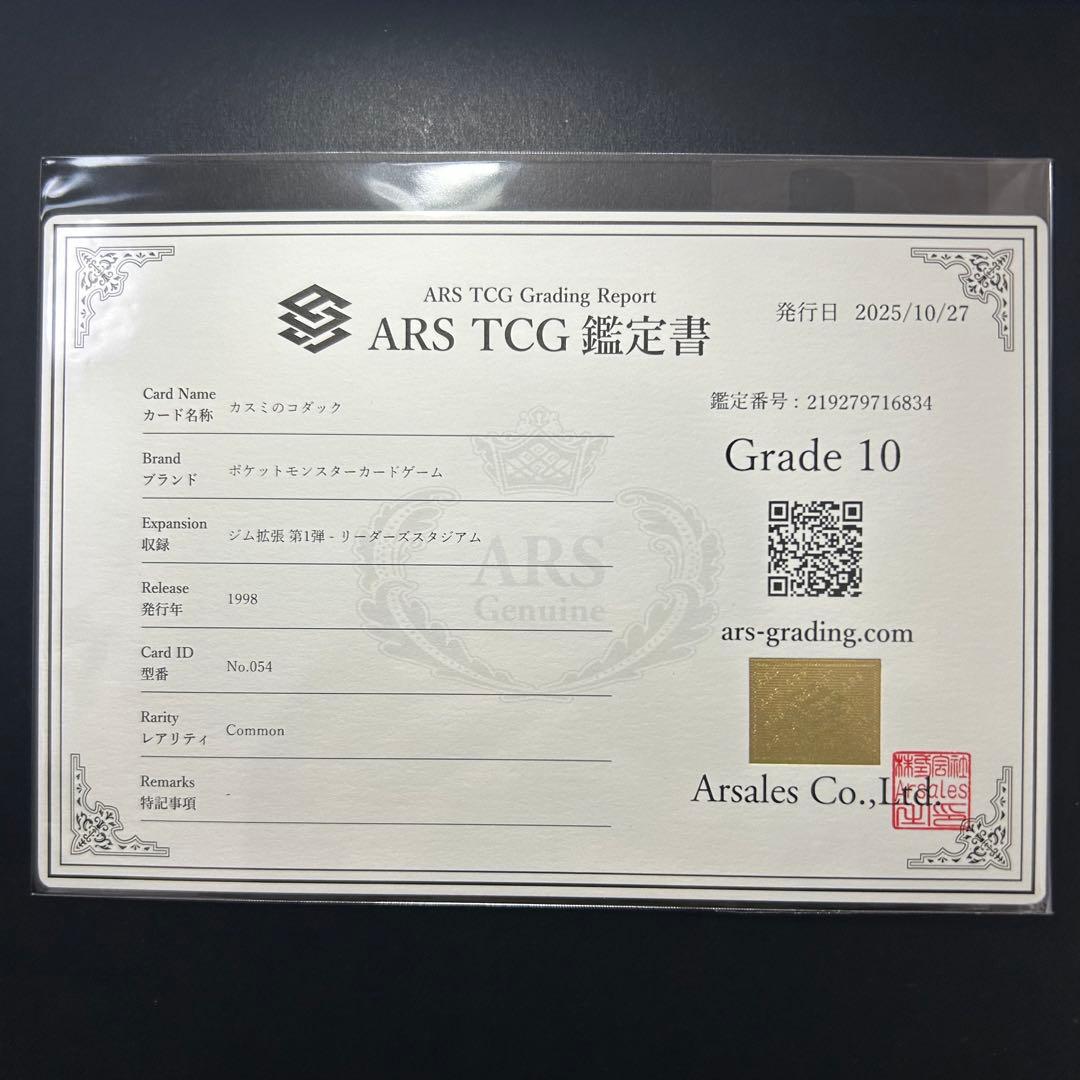 ARS TCG Grading Report
ARS TCG 鑑定書
発行日 2025/10/27
Card Name
カード名称 カスミのコダック
Brand
ブランド ポケットモンスターカードゲーム
Expansion
収録 ジム拡張 第1弾 - リーダーズスタジアム
Release
発行年 1998
Card ID
型番 No.054
Rarity
レアリティ Common
Remarks
特記事項 -
鑑定番号 : 219279716834
Grade 10
ars-grading.com
Arsales Co.,Ltd.
ARS
Genuine
株式会社
Arsales